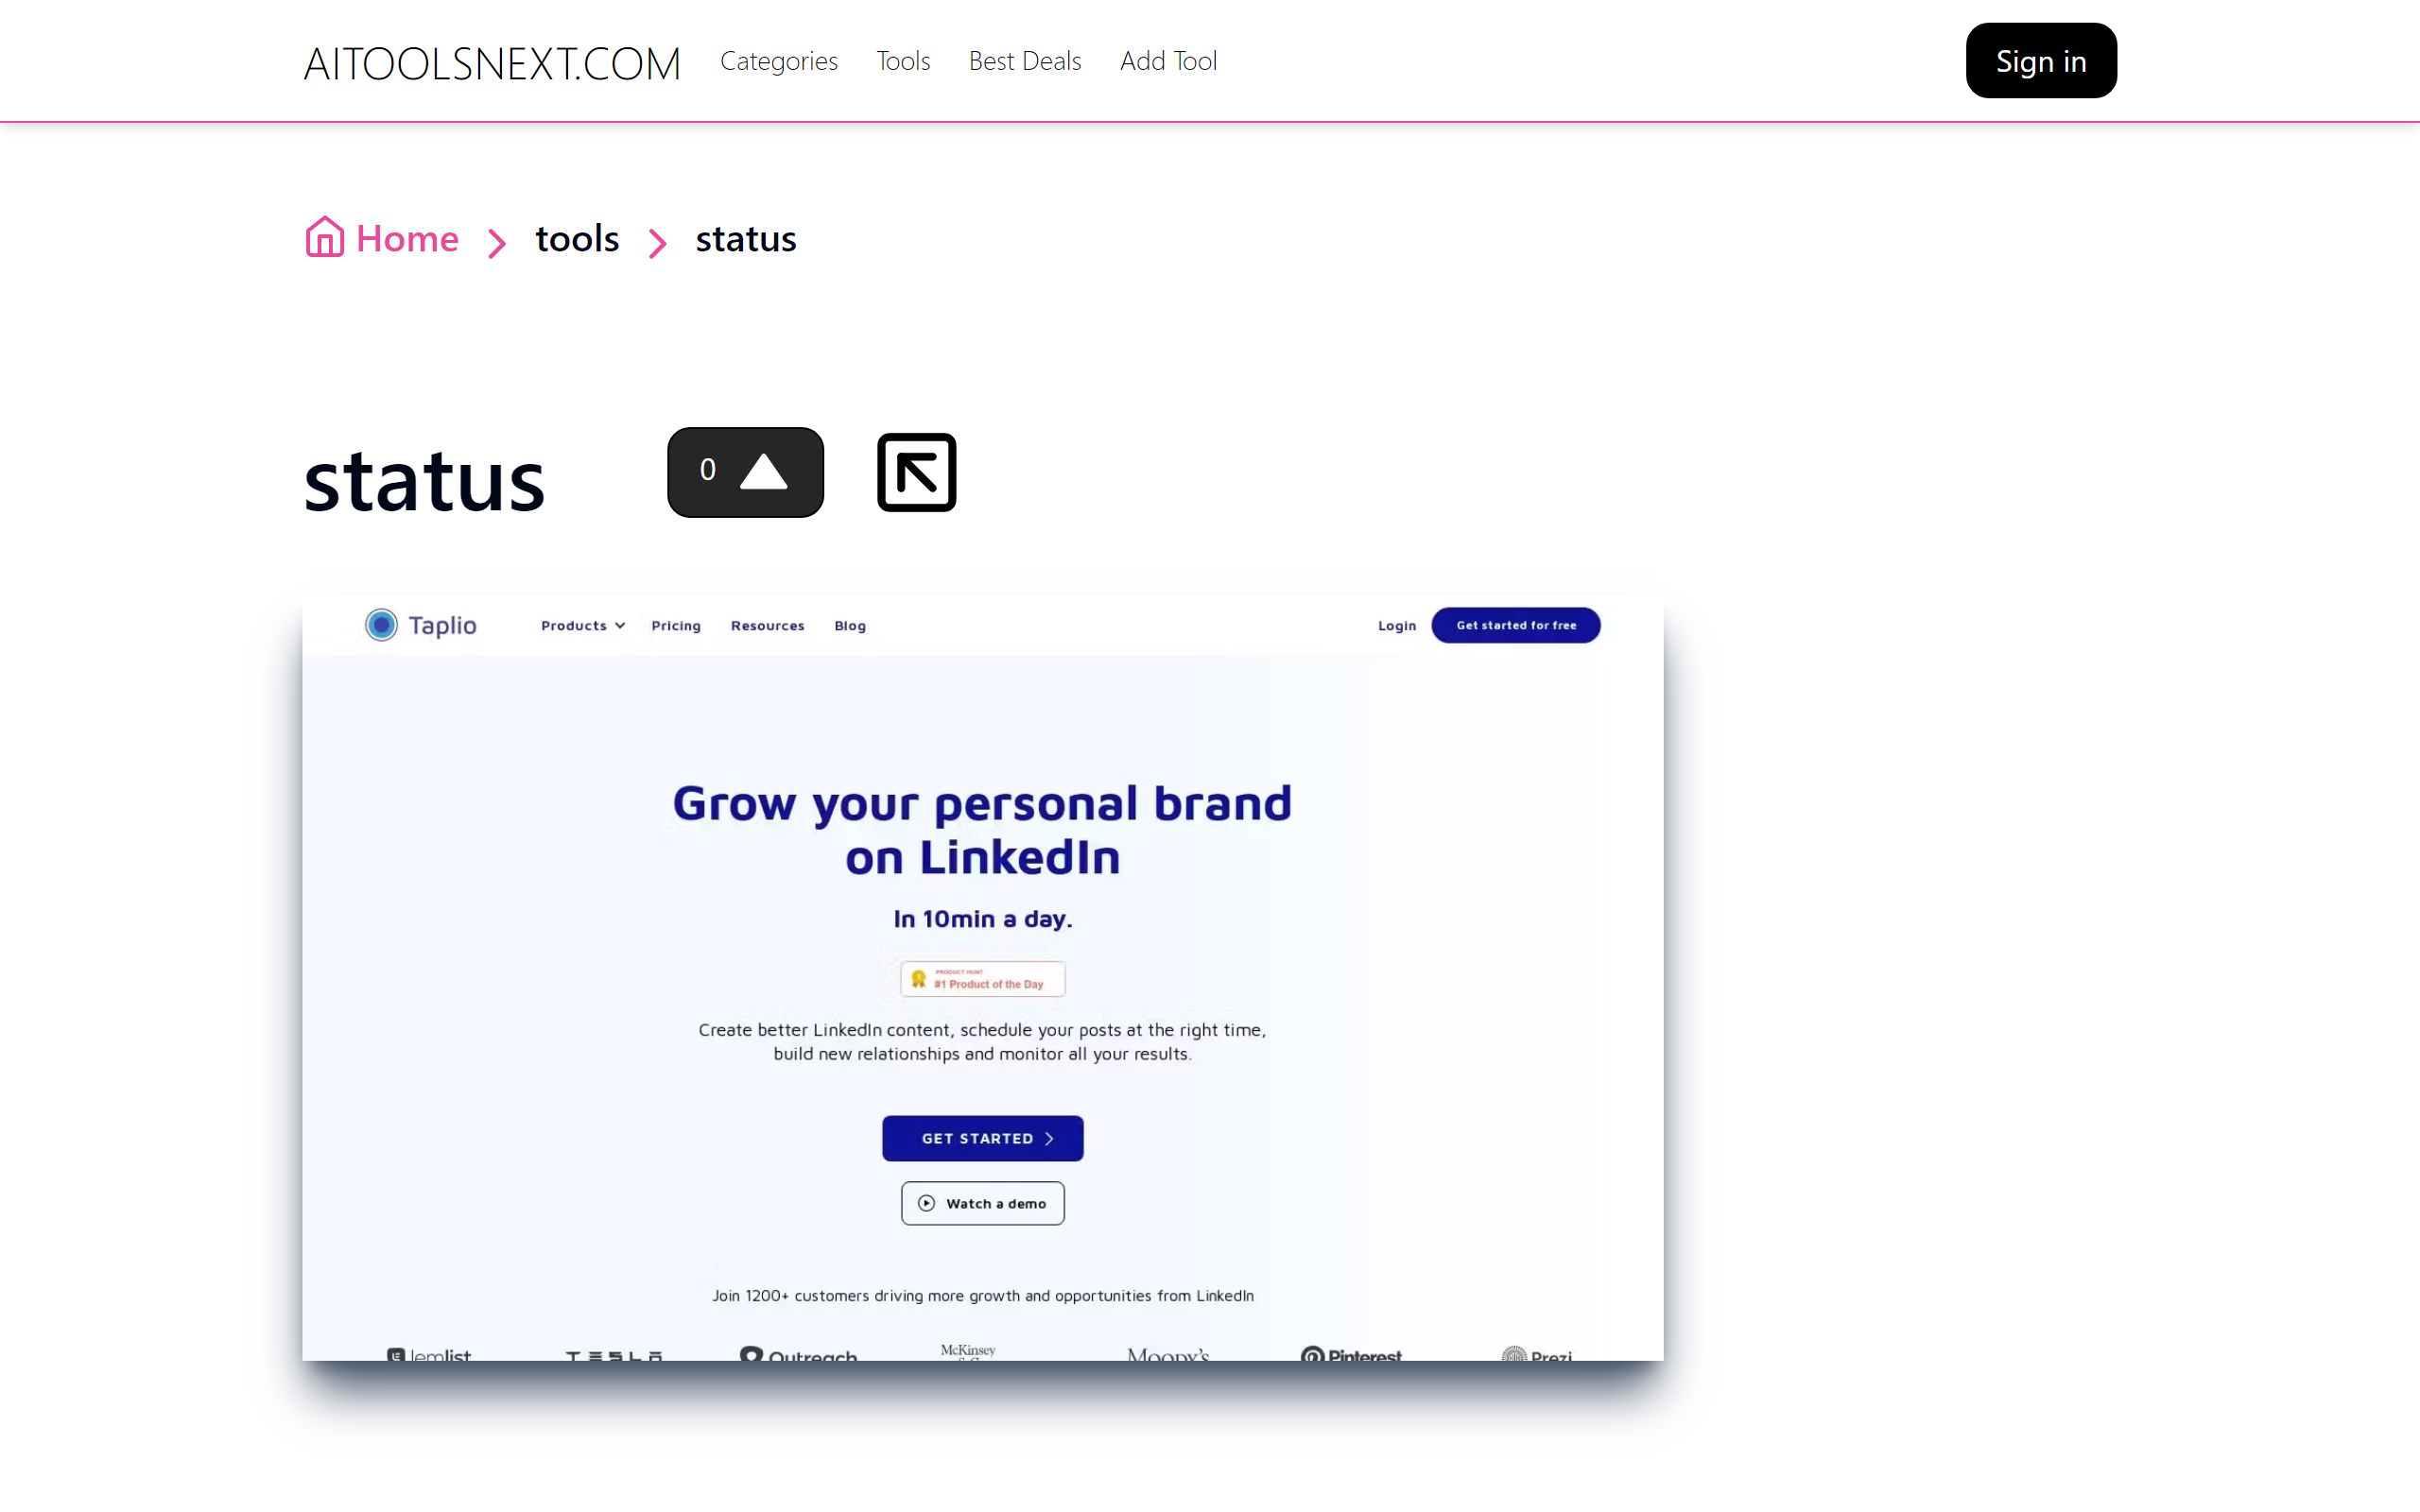 AITOOLSNEXT.COM Categories Tools Best Deals Add Tool Sign in
Home tools status
status 0
Taplio Products Pricing Resources Blog Login Get started for free
Grow your personal brand
on LinkedIn
In 10min a day.
PRODUCT HUNT
#1 Product of the Day
Create better LinkedIn content, schedule your posts at the right time,
build new relationships and monitor all your results.
GET STARTED
Watch a demo
Join 1200+ customers driving more growth and opportunities from LinkedIn
lemlist TESLA Outreach McKinsey Moody's Pinterest Prezi